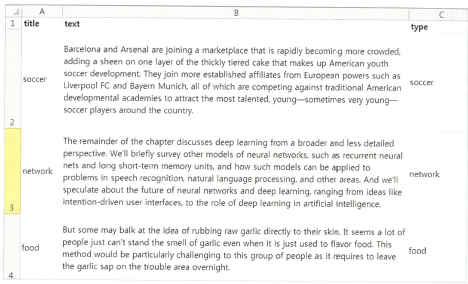 A B C
1 title text type
Barcelona and Arsenal are joining a marketplace that is rapidly becoming more crowded,
adding a sheen on one layer of the thickly tiered cake that makes up American youth
soccer development. They join more established affiliates from European powers such as
soccer Liverpool FC and Bayern Munich, all of which are competing against traditional American soccer
developmental academies to attract the most talented, young—sometimes very young—
soccer players around the country.
2
The remainder of the chapter discusses deep learning from a broader and less detailed
perspective. We'll briefly survey other models of neural networks, such as recurrent neural
nets and long short-term memory units, and how such models can be applied to
network problems in speech recognition, natural language processing, and other areas. And we'll network
speculate about the future of neural networks and deep learning, ranging from ideas like
intention-driven user interfaces, to the role of deep learning in artificial intelligence.
3
But some may balk at the idea of rubbing raw garlic directly to their skin. It seems a lot of
people just can't stand the smell of garlic even when it is just used to flavor food. This
food method would be particularly challenging to this group of people as it requires to leave food
the garlic sap on the trouble area overnight.
4